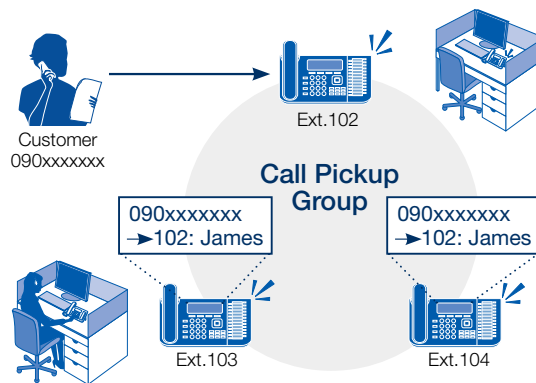 Ext.102
Customer
090xxxxxxx
Call Pickup
Group
090xxxxxxx
→102: James
090xxxxxxx
→102: James
Ext.103
Ext.104